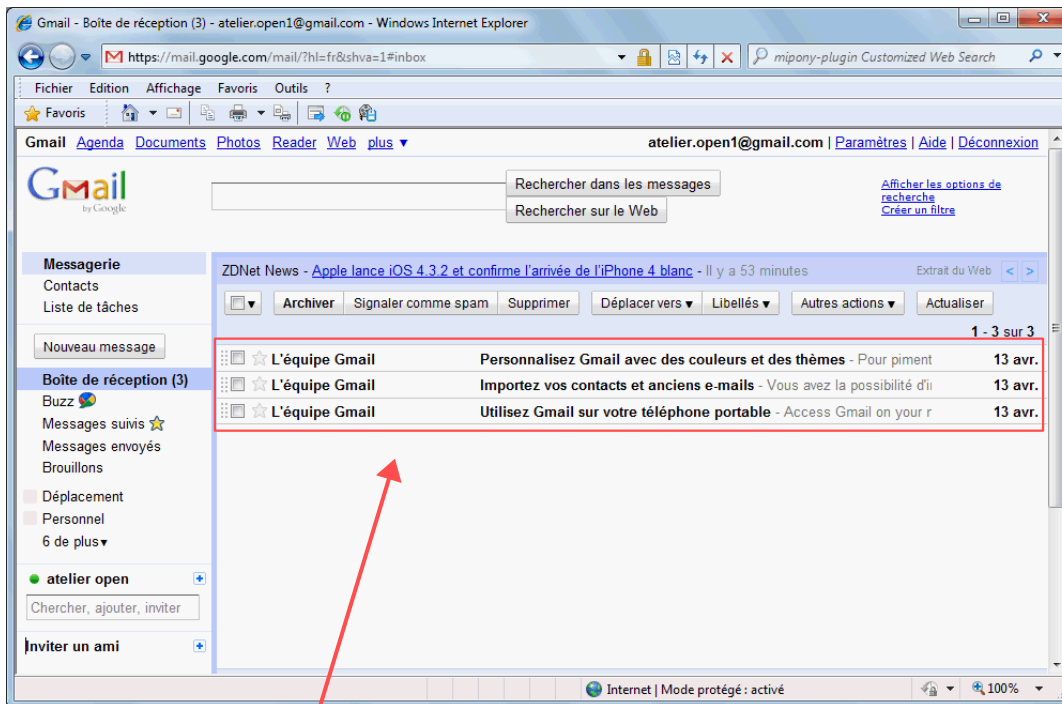 Gmail - Boîte de réception (3) - atelier.open1@gmail.com - Windows Internet Explorer
https://mail.google.com/mail/?hl=fr&shva=1#inbox
mipony-plugin Customized Web Search
Fichier Edition Affichage Favoris Outils ?
Favoris
Gmail Agenda Documents Photos Reader Web plus ▼ atelier.open1@gmail.com | Paramètres | Aide | Déconnexion
Gmail
by Google
Rechercher dans les messages
Rechercher sur le Web
Afficher les options de
recherche
Créer un filtre
Messagerie
Contacts
Liste de tâches
Nouveau message
Boîte de réception (3)
Buzz
Messages suivis
Messages envoyés
Brouillons
Déplacement
Personnel
6 de plus▼
atelier open
Chercher, ajouter, inviter
Inviter un ami
ZDNet News - Apple lance iOS 4.3.2 et confirme l'arrivée de l'iPhone 4 blanc - Il y a 53 minutes Extrait du Web < >
Archiver Signaler comme spam Supprimer Déplacer vers ▼ Libellés ▼ Autres actions ▼ Actualiser
1 - 3 sur 3
L'équipe Gmail Personnalisez Gmail avec des couleurs et des thèmes - Pour piment 13 avr.
L'équipe Gmail Importez vos contacts et anciens e-mails - Vous avez la possibilité d'i 13 avr.
L'équipe Gmail Utilisez Gmail sur votre téléphone portable - Access Gmail on your r 13 avr.
Internet | Mode protégé : activé 100%